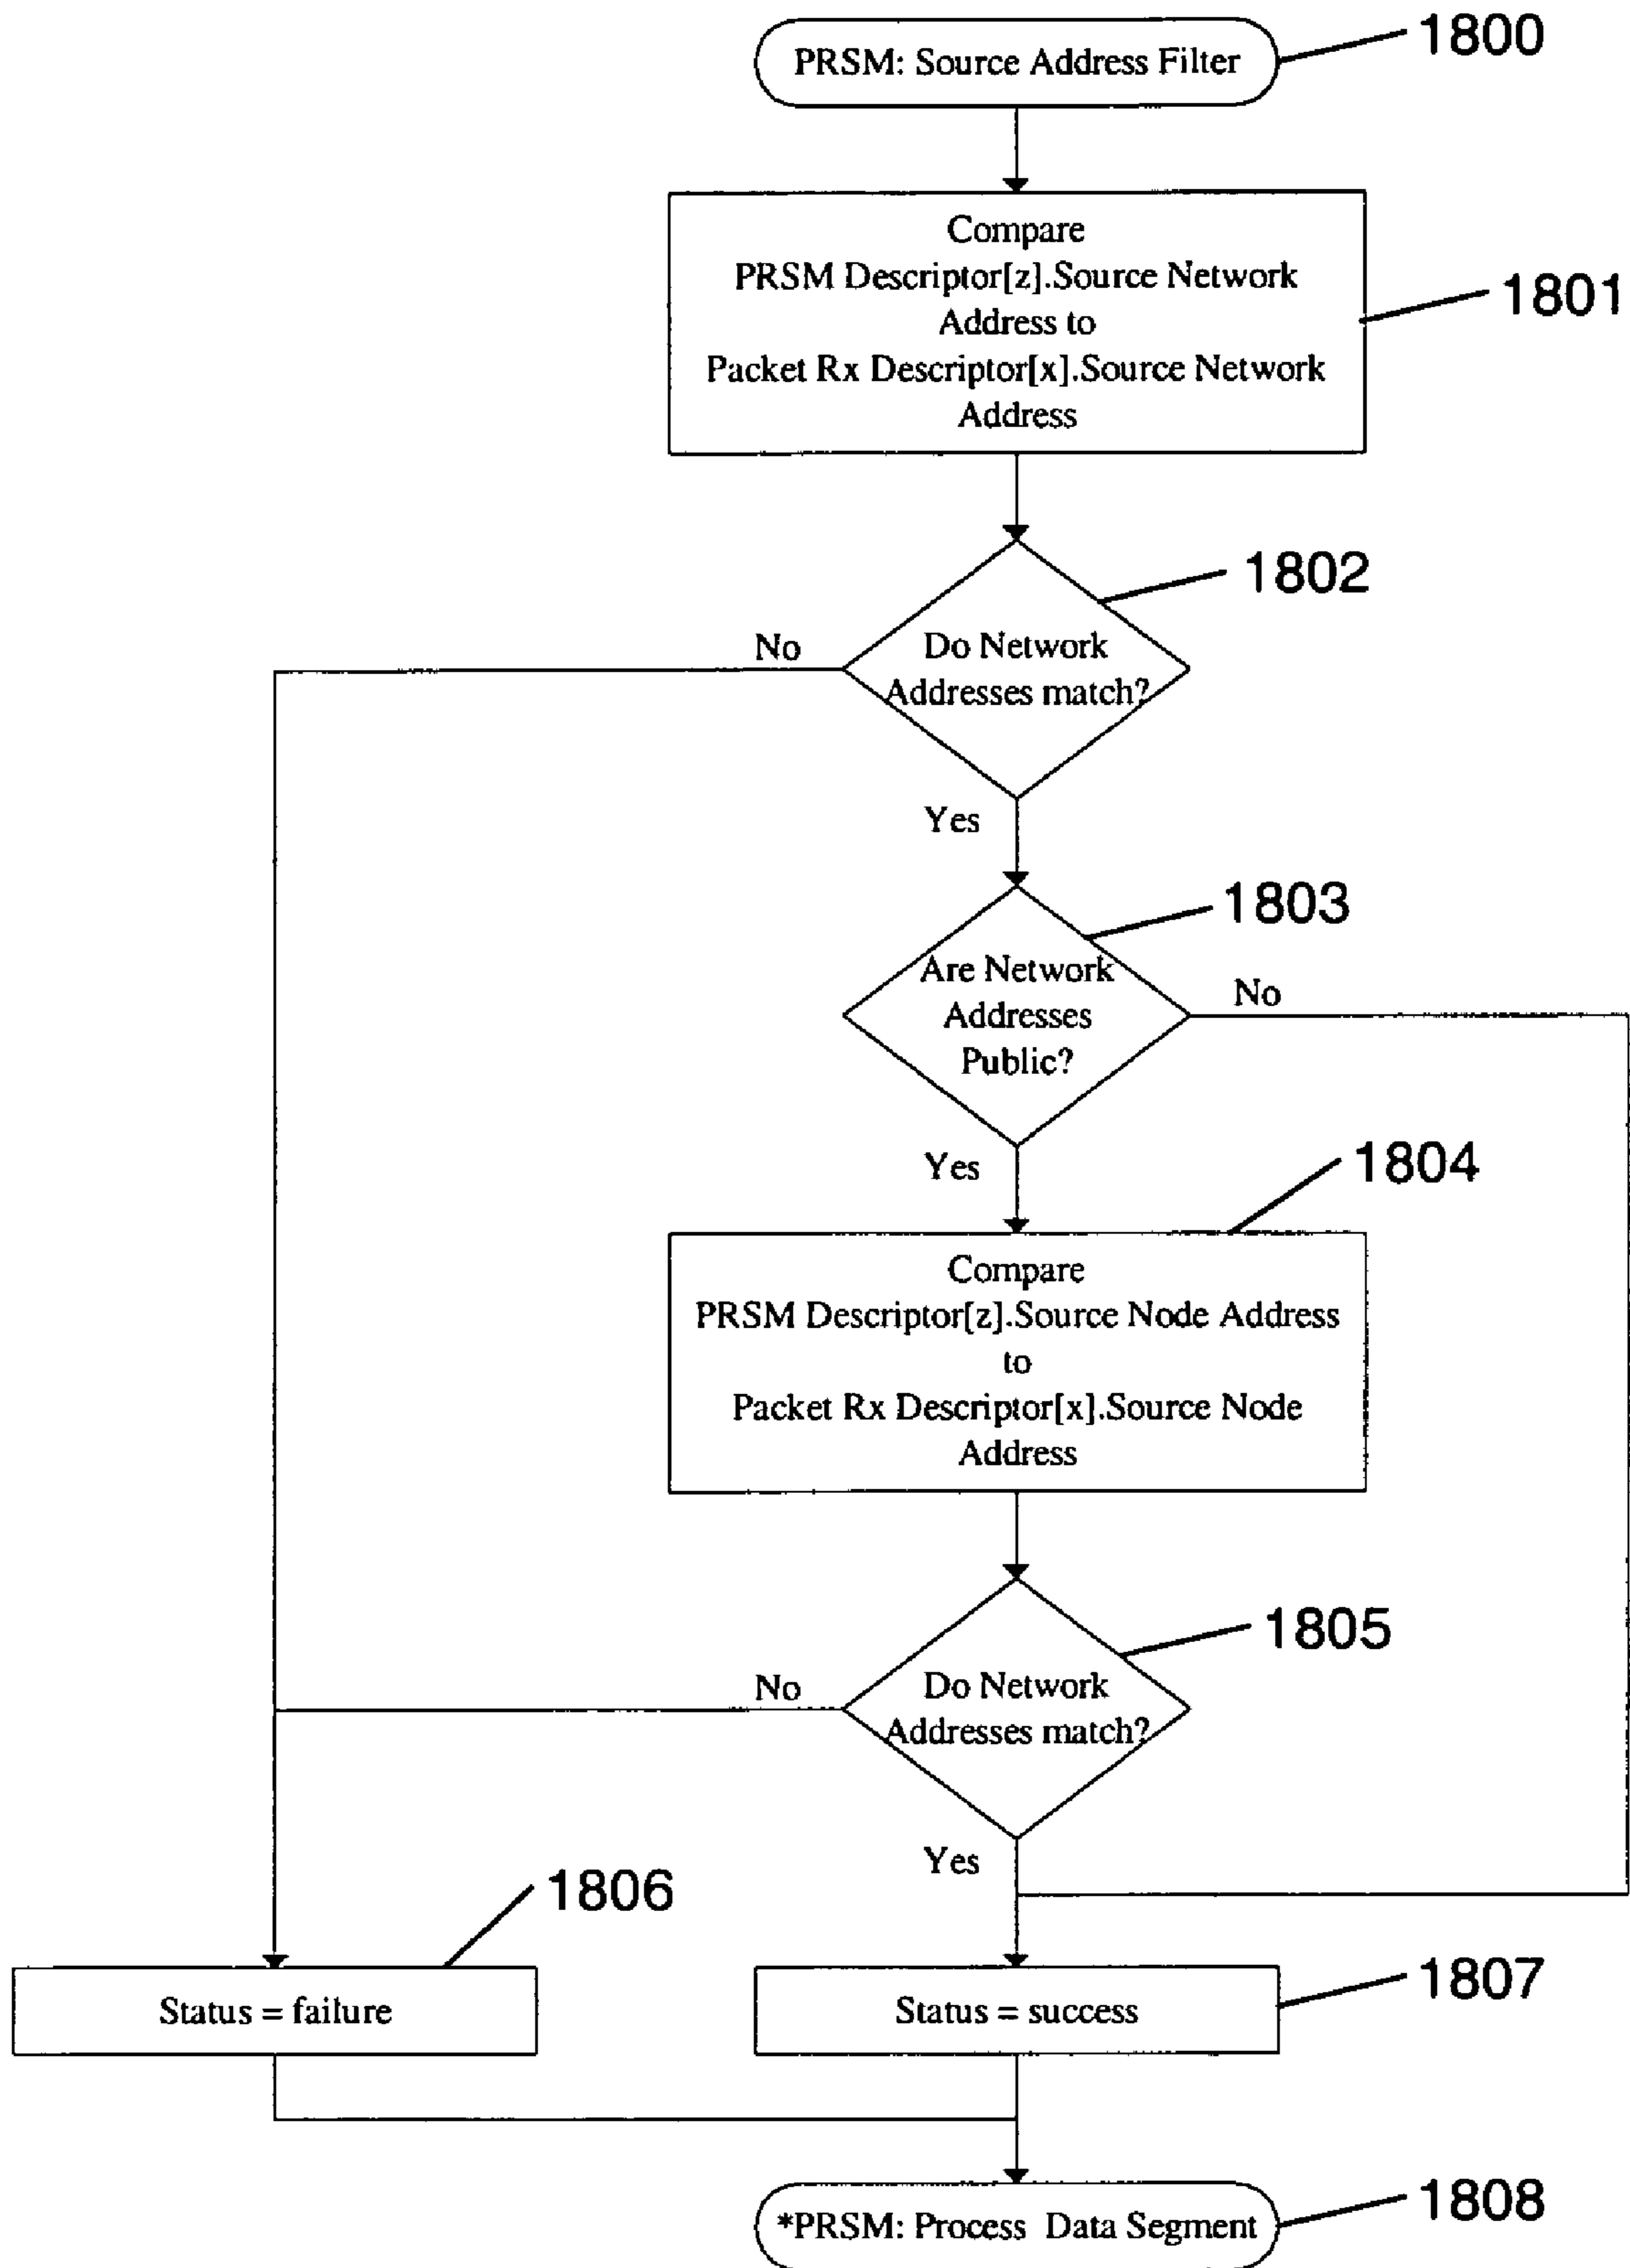 PRSM: Source Address Filter
1800
Compare
PRSM Descriptor[z].Source Network
Address to
Packet Rx Descriptor[x].Source Network
Address
1801
1802
Do Network
Addresses match?
No
Yes
1803
Are Network
Addresses
Public?
No
Yes
1804
Compare
PRSM Descriptor[z].Source Node Address
to
Packet Rx Descriptor[x].Source Node
Address
1805
Do Network
Addresses match?
No
Yes
1806
Status = failure
Status = success
1807
*PRSM: Process Data Segment
1808